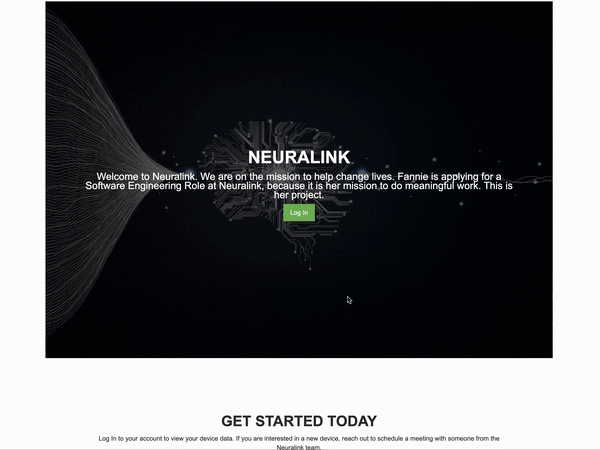 NEURALINK
Welcome to Neuralink. We are on the mission to help change lives. Fannie is applying for a
Software Engineering Role at Neuralink, because it is her mission to do meaningful work. This is
her project.
Log In
GET STARTED TODAY
Log In to your account to view your device data. If you are interested in a new device, reach out to schedule a meeting with someone from the
Neuralink team.